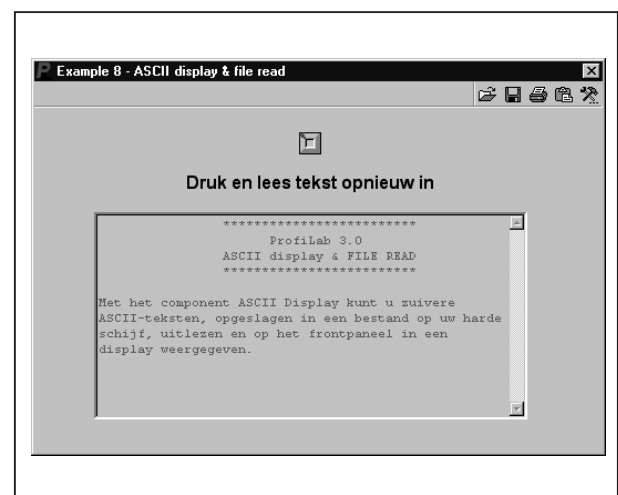 Example 8 - ASCII display & file read
Druk en lees tekst opnieuw in
*************************
ProfiLab 3.0
ASCII display & FILE READ
*************************
Met het component ASCII Display kunt u zuivere
ASCII-teksten, opgeslagen in een bestand op uw harde
schijf, uitlezen en op het frontpaneel in een
display weergegeven.